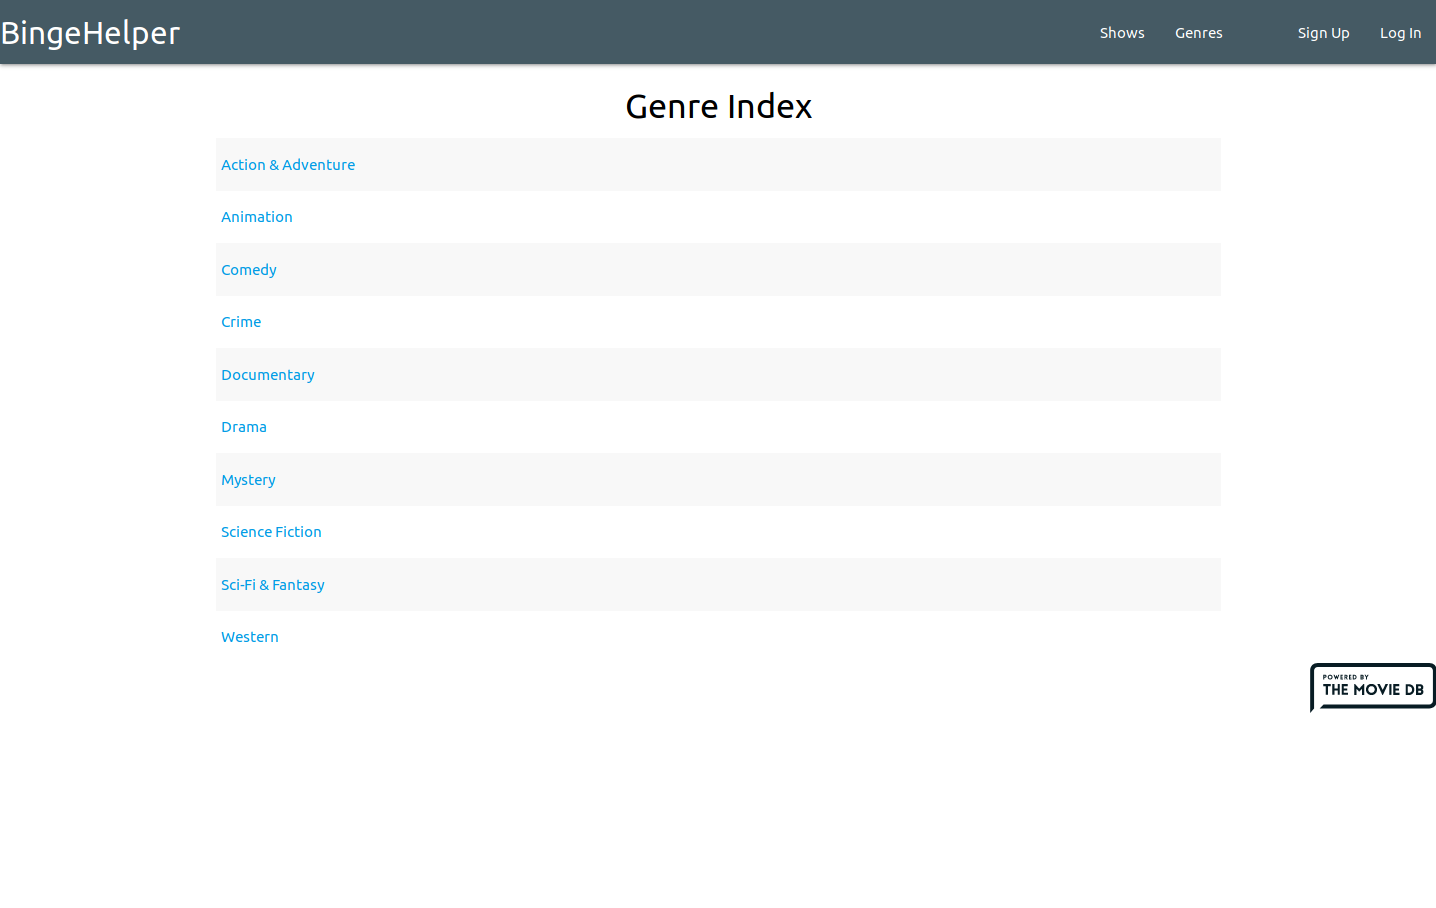 BingeHelper Shows Genres Sign Up Log In
Genre Index
Action & Adventure
Animation
Comedy
Crime
Documentary
Drama
Mystery
Science Fiction
Sci-Fi & Fantasy
Western
POWERED BY
THE MOVIE DB